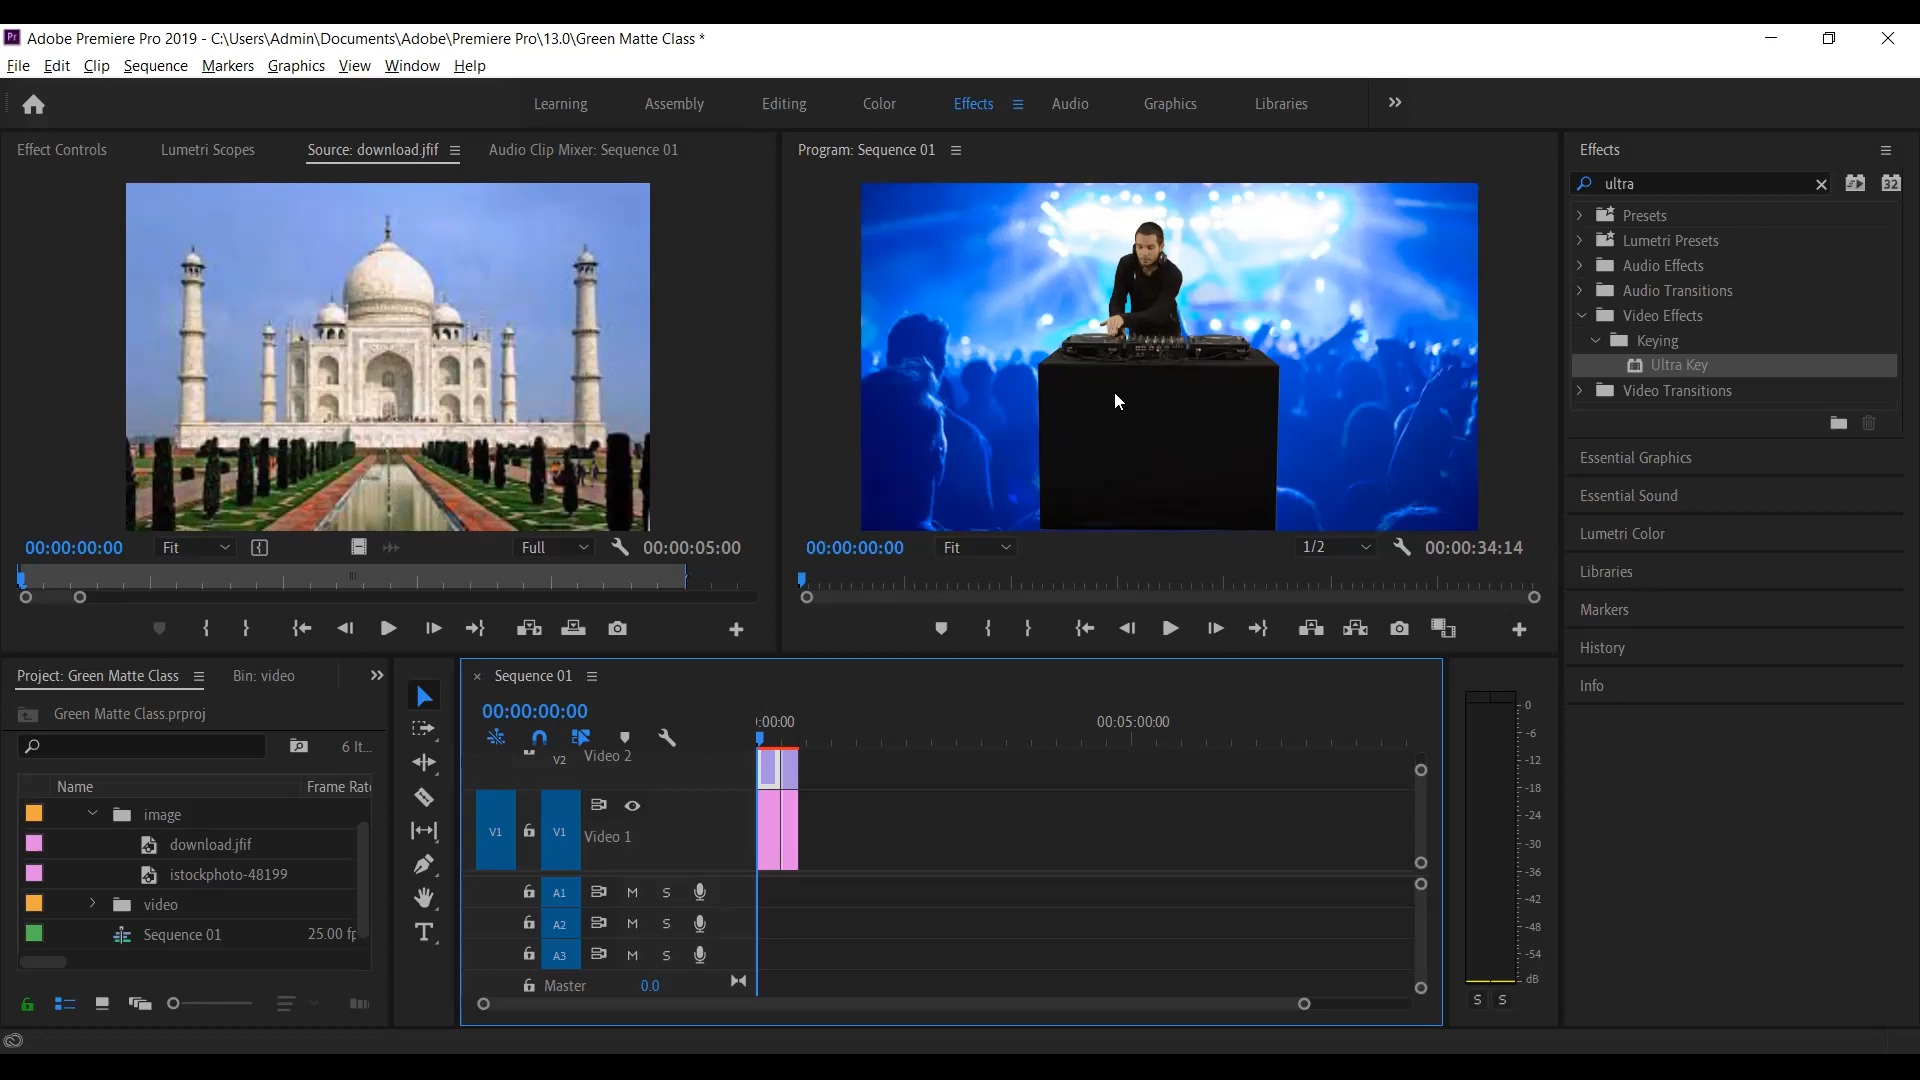 Adobe Premiere Pro 2019 - C:\Users\Admin\Documents\Adobe\Premiere Pro\13.0\Green Matte Class *
File Edit Clip Sequence Markers Graphics View Window Help
Learning Assembly Editing Color Effects Audio Graphics Libraries
Effect Controls Lumetri Scopes Source: download.jfif Audio Clip Mixer: Sequence 01
00:00:00:00 Fit Full 00:00:05:00
Program: Sequence 01
00:00:00:00 Fit 1/2 00:00:34:14
Effects
ultra
32
Presets
Lumetri Presets
Audio Effects
Audio Transitions
Video Effects
Keying
Ultra Key
Video Transitions
Essential Graphics
Essential Sound
Lumetri Color
Libraries
Markers
History
Info
Project: Green Matte Class Bin: video
Green Matte Class.prproj
6 It...
Name Frame Rat
image
download.jfif
istockphoto-48199
video
Sequence 01 25.00 fp
Sequence 01
00:00:00:00
:00:00 00:05:00:00
V2 Video 2
V1 V1 Video 1
A1 M S
A2 M S
A3 M S
Master 0.0
0
-6
-12
-18
-24
-30
-36
-42
-48
-54
dB
S S